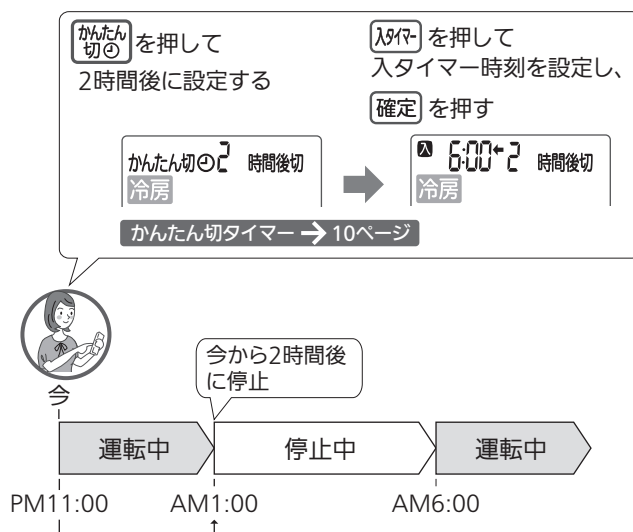 かんたん切 を押して
2時間後に設定する
入タイマー を押して
入タイマー時刻を設定し、
確定 を押す
かんたん切 2 時間後切
冷房
入 6:00 2 時間後切
冷房
かんたん切タイマー → 10ページ
今から2時間後
に停止
今
運転中 停止中 運転中
PM11:00 AM1:00 AM6:00